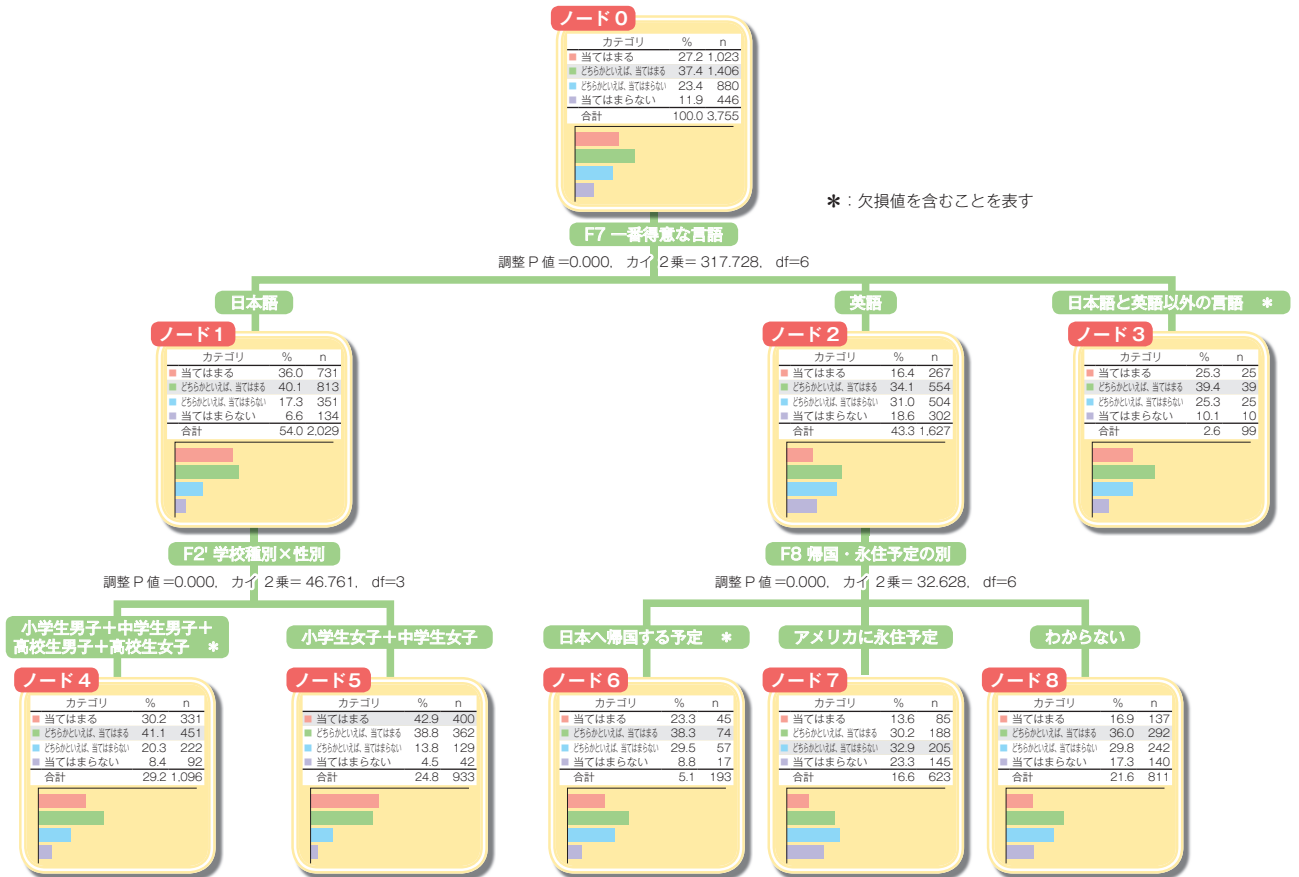 ノード 0
カテゴリ % n
当てはまる 27.2 1,023
どちらかといえば、当てはまる 37.4 1,406
どちらかといえば、当てはまらない 23.4 880
当てはまらない 11.9 446
合計 100.0 3,755
＊：欠損値を含むことを表す
F7 一番得意な言語
調整 P 値 =0.000, カイ 2乗= 317.728, df=6
日本語
英語
日本語と英語以外の言語 ＊
ノード 1
カテゴリ % n
当てはまる 36.0 731
どちらかといえば、当てはまる 40.1 813
どちらかといえば、当てはまらない 17.3 351
当てはまらない 6.6 134
合計 54.0 2,029
ノード 2
カテゴリ % n
当てはまる 16.4 267
どちらかといえば、当てはまる 34.1 554
どちらかといえば、当てはまらない 31.0 504
当てはまらない 18.6 302
合計 43.3 1,627
ノード 3
カテゴリ % n
当てはまる 25.3 25
どちらかといえば、当てはまる 39.4 39
どちらかといえば、当てはまらない 25.3 25
当てはまらない 10.1 10
合計 2.6 99
F2' 学校種別×性別
調整 P 値 =0.000, カイ 2乗= 46.761, df=3
F8 帰国・永住予定の別
調整 P 値 =0.000, カイ 2乗= 32.628, df=6
小学生男子＋中学生男子＋
高校生男子＋高校生女子 ＊
小学生女子＋中学生女子
日本へ帰国する予定 ＊
アメリカに永住予定
わからない
ノード 4
カテゴリ % n
当てはまる 30.2 331
どちらかといえば、当てはまる 41.1 451
どちらかといえば、当てはまらない 20.3 222
当てはまらない 8.4 92
合計 29.2 1,096
ノード5
カテゴリ % n
当てはまる 42.9 400
どちらかといえば、当てはまる 38.8 362
どちらかといえば、当てはまらない 13.8 129
当てはまらない 4.5 42
合計 24.8 933
ノード 6
カテゴリ % n
当てはまる 23.3 45
どちらかといえば、当てはまる 38.3 74
どちらかといえば、当てはまらない 29.5 57
当てはまらない 8.8 17
合計 5.1 193
ノード 7
カテゴリ % n
当てはまる 13.6 85
どちらかといえば、当てはまる 30.2 188
どちらかといえば、当てはまらない 32.9 205
当てはまらない 23.3 145
合計 16.6 623
ノード 8
カテゴリ % n
当てはまる 16.9 137
どちらかといえば、当てはまる 36.0 292
どちらかといえば、当てはまらない 29.8 242
当てはまらない 17.3 140
合計 21.6 811